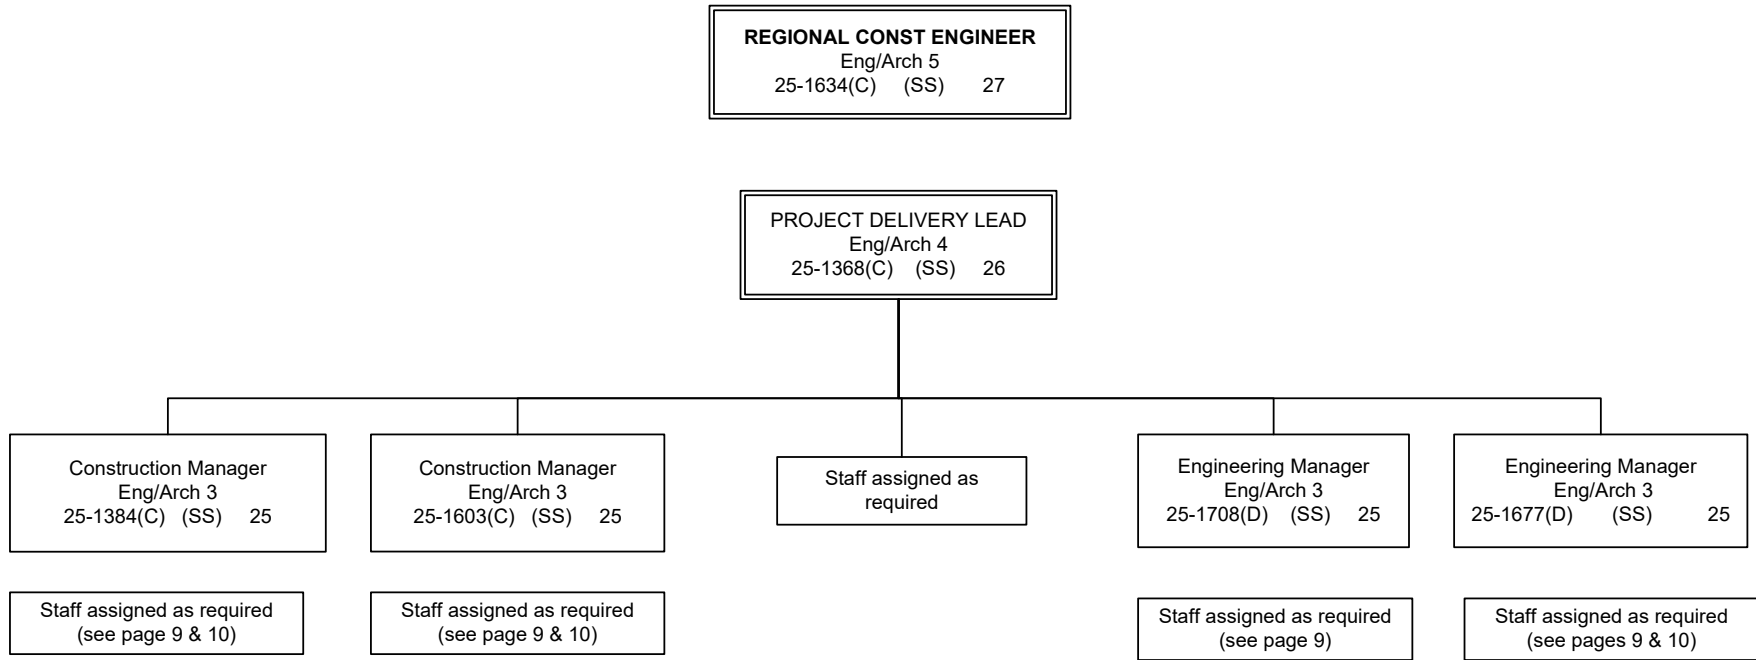 REGIONAL CONST ENGINEER
Eng/Arch 5
25-1634(C) (SS) 27
PROJECT DELIVERY LEAD
Eng/Arch 4
25-1368(C) (SS) 26
Construction Manager
Eng/Arch 3
25-1384(C) (SS) 25
Construction Manager
Eng/Arch 3
25-1603(C) (SS) 25
Staff assigned as
required
Engineering Manager
Eng/Arch 3
25-1708(D) (SS) 25
Engineering Manager
Eng/Arch 3
25-1677(D) (SS) 25
Staff assigned as required
(see page 9 & 10)
Staff assigned as required
(see page 9 & 10)
Staff assigned as required
(see page 9)
Staff assigned as required
(see pages 9 & 10)